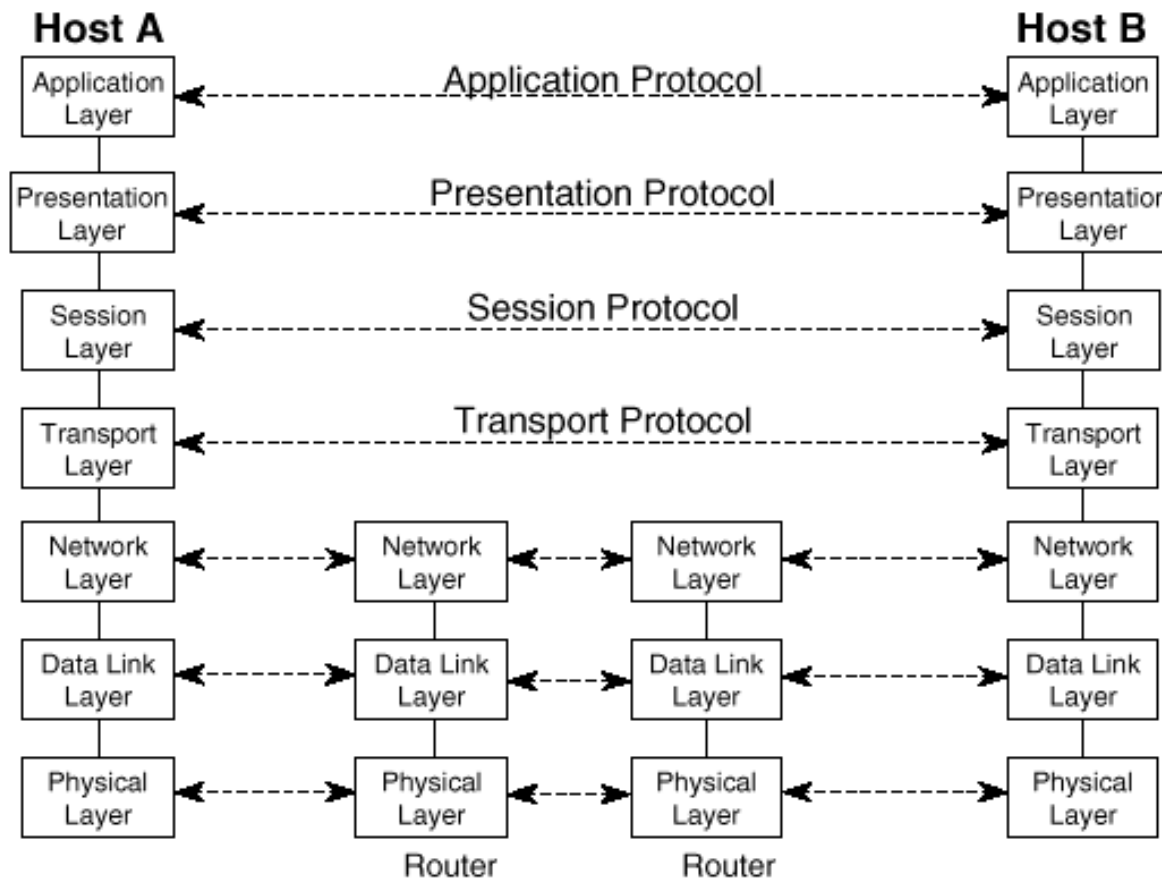 Host A
Host B
Application
Layer
Application Protocol
Application
Layer
Presentation
Layer
Presentation Protocol
Presentation
Layer
Session
Layer
Session Protocol
Session
Layer
Transport
Layer
Transport Protocol
Transport
Layer
Network
Layer
Network
Layer
Network
Layer
Network
Layer
Data Link
Layer
Data Link
Layer
Data Link
Layer
Data Link
Layer
Physical
Layer
Physical
Layer
Physical
Layer
Physical
Layer
Router
Router